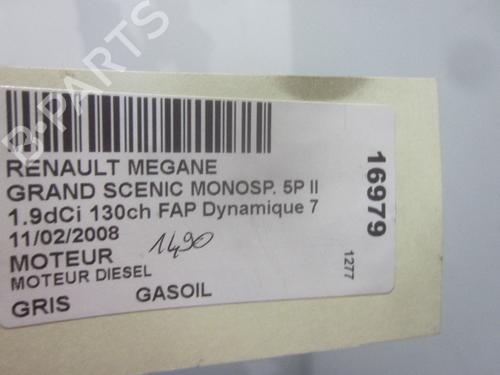 B-PARTS
RENAULT MEGANE
GRAND SCENIC MONOSP. 5P II
1.9dCi 130ch FAP Dynamique 7
11/02/2008
1490
MOTEUR
MOTEUR DIESEL
GRIS GASOIL
16979
1277